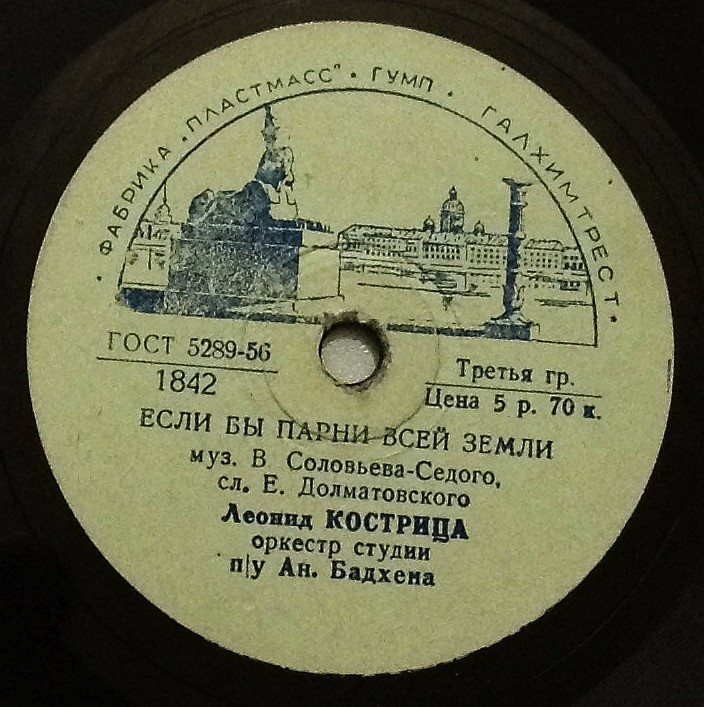 ФАБРИКА „ПЛАСТМАСС" • ГУМП • ГАЛХИМТРЕСТ •
ГОСТ 5289-56
1842
Третья гр.
Цена 5 р. 70 к.
ЕСЛИ БЫ ПАРНИ ВСЕЙ ЗЕМЛИ
муз. В Соловьева-Седого,
сл. Е. Долматовского
Леонид КОСТРИЦА
оркестр студии
п/у Ан. Бадхена